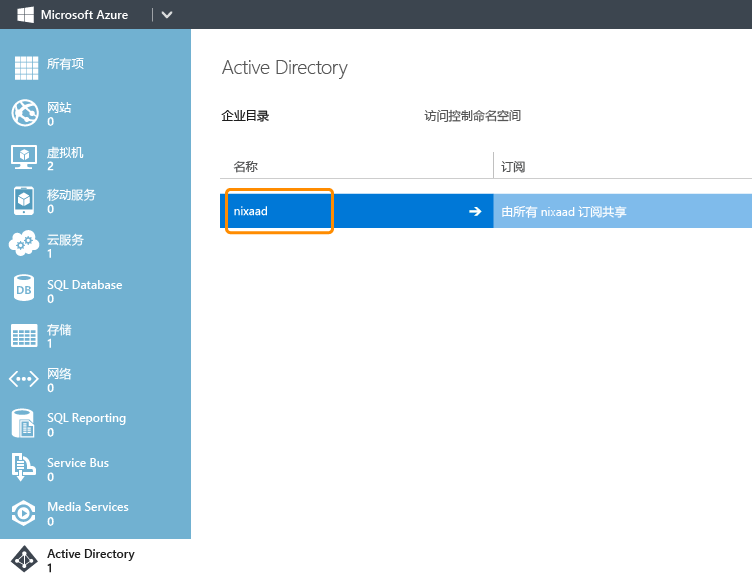 Microsoft Azure
所有项
网站
0
虚拟机
2
移动服务
0
云服务
1
DB
SQL Database
0
存储
1
网络
0
SQL Reporting
0
Service Bus
0
Media Services
0
Active Directory
1
Active Directory
企业目录 访问控制命名空间
名称 订阅
nixaad 由所有 nixaad 订阅共享